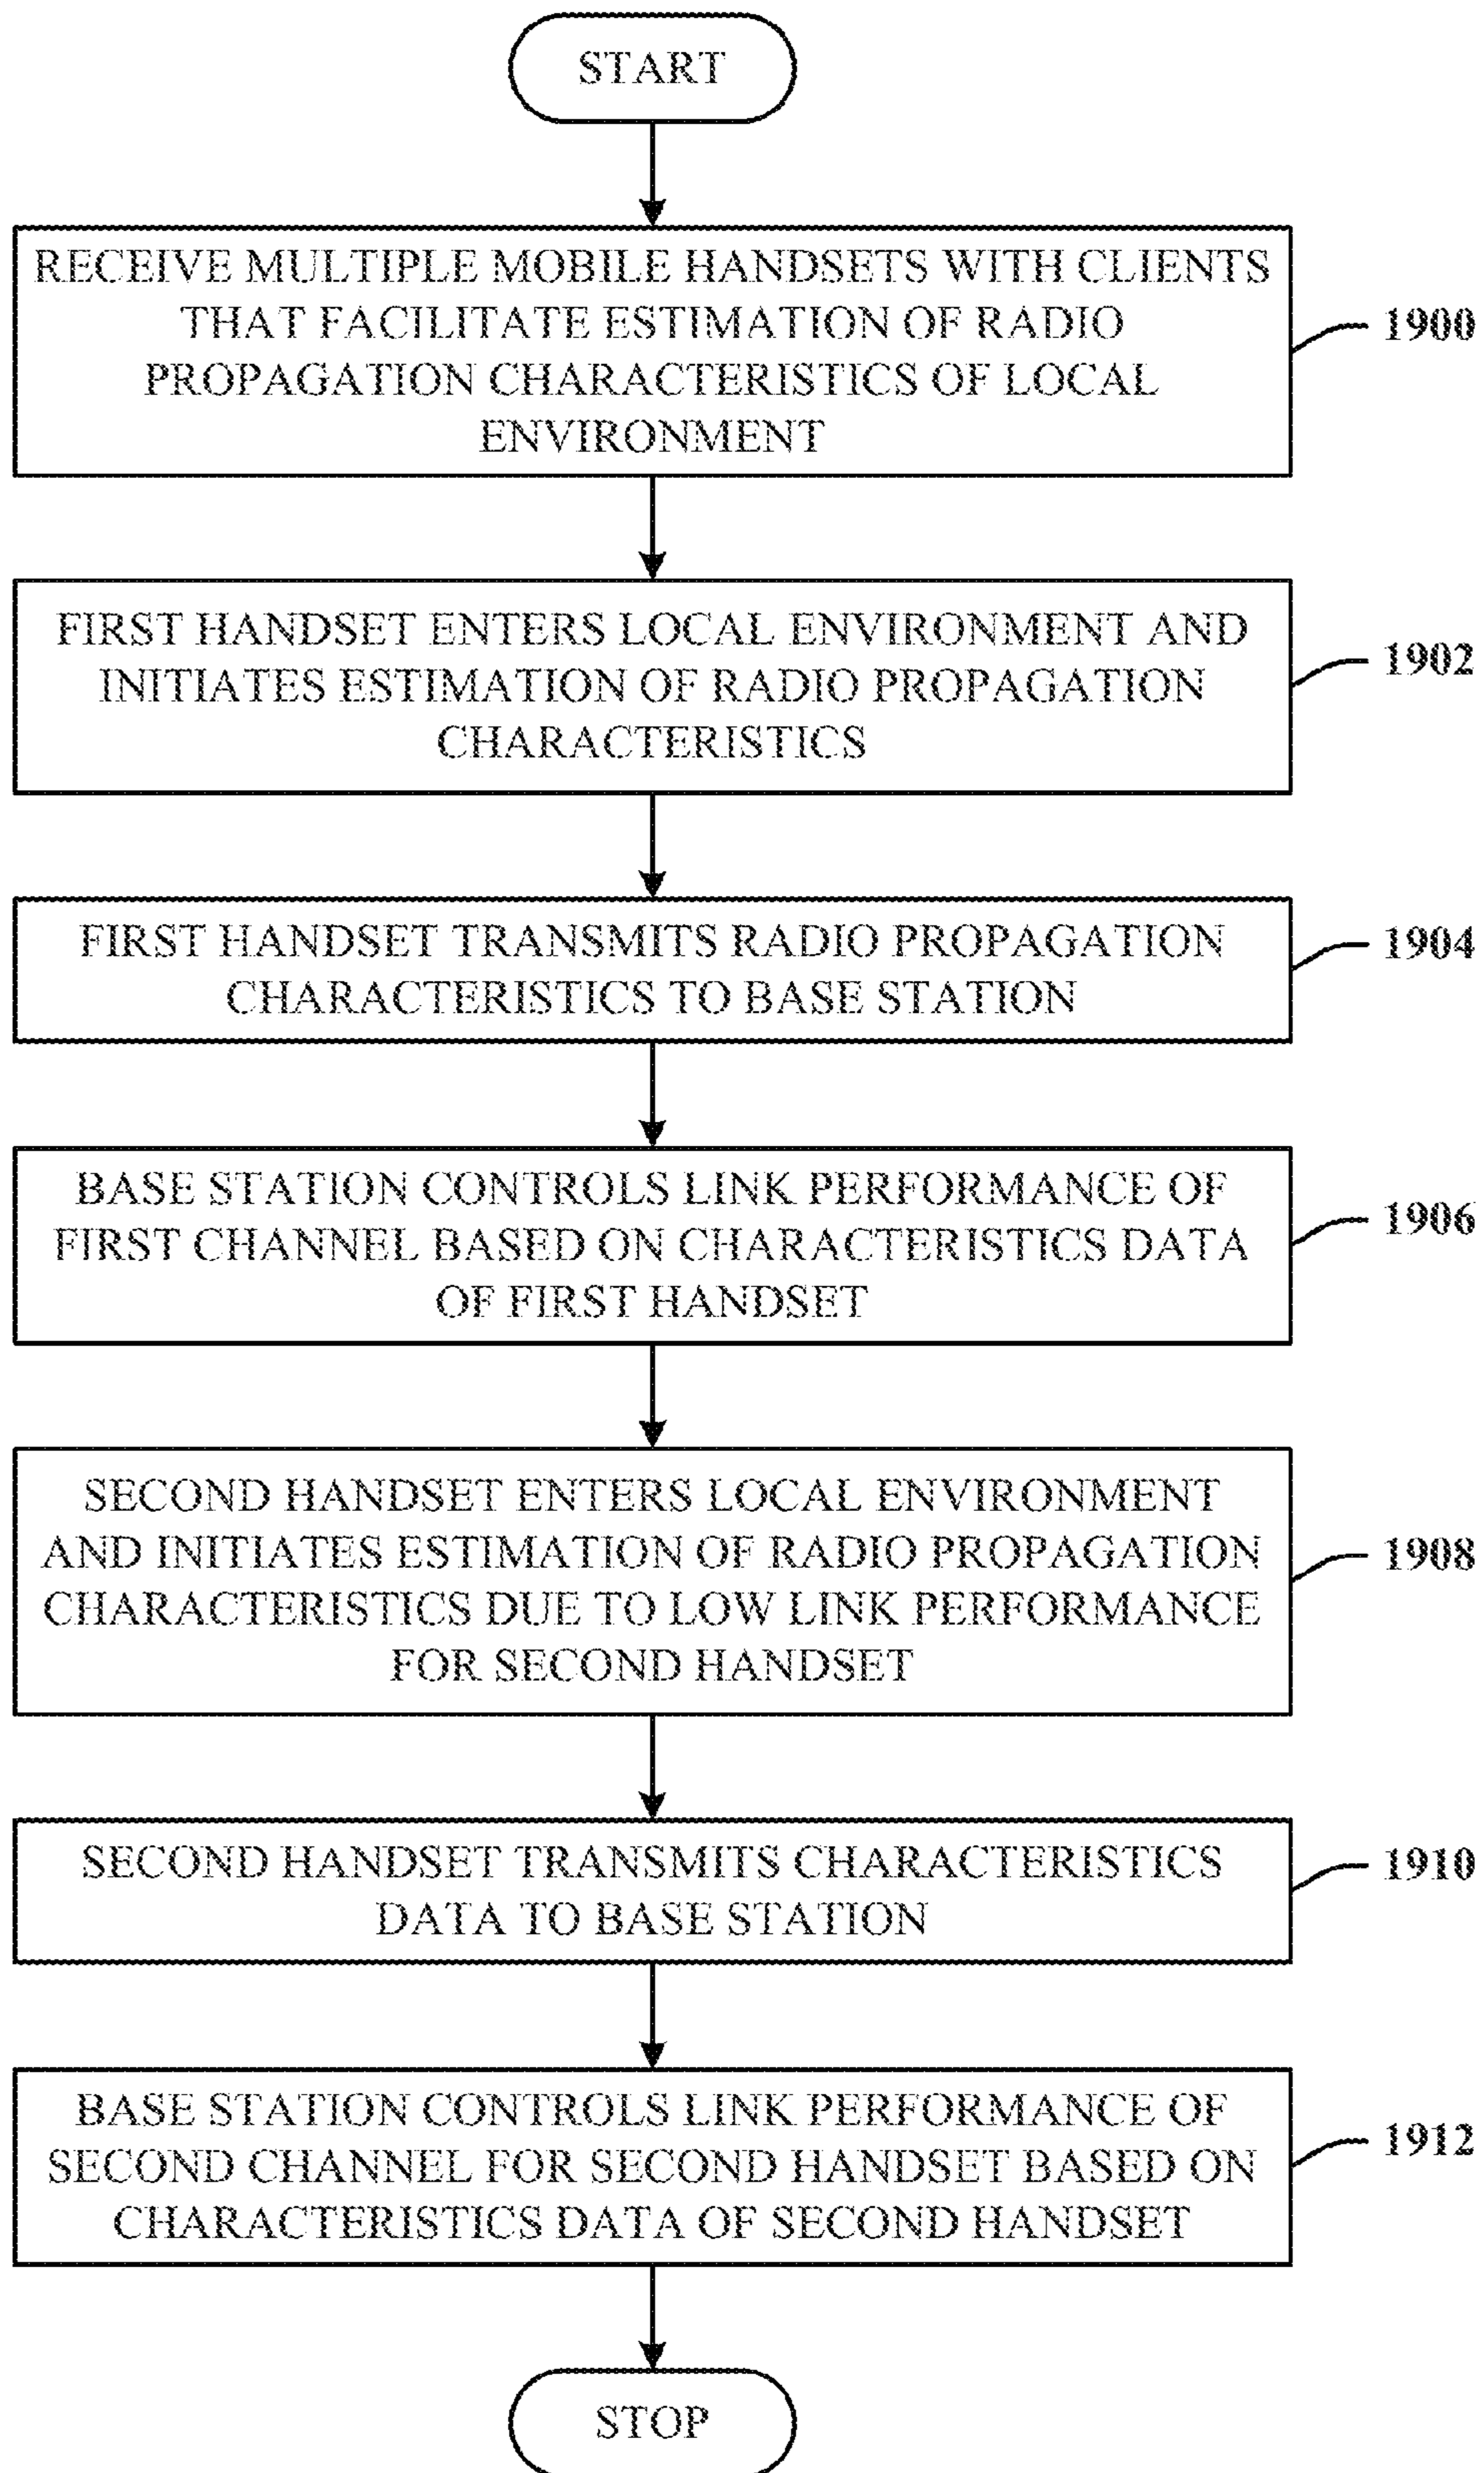 START
RECEIVE MULTIPLE MOBILE HANDSETS WITH CLIENTS
THAT FACILITATE ESTIMATION OF RADIO
PROPAGATION CHARACTERISTICS OF LOCAL
ENVIRONMENT
1900
FIRST HANDSET ENTERS LOCAL ENVIRONMENT AND
INITIATES ESTIMATION OF RADIO PROPAGATION
CHARACTERISTICS
1902
FIRST HANDSET TRANSMITS RADIO PROPAGATION
CHARACTERISTICS TO BASE STATION
1904
BASE STATION CONTROLS LINK PERFORMANCE OF
FIRST CHANNEL BASED ON CHARACTERISTICS DATA
OF FIRST HANDSET
1906
SECOND HANDSET ENTERS LOCAL ENVIRONMENT
AND INITIATES ESTIMATION OF RADIO PROPAGATION
CHARACTERISTICS DUE TO LOW LINK PERFORMANCE
FOR SECOND HANDSET
1908
SECOND HANDSET TRANSMITS CHARACTERISTICS
DATA TO BASE STATION
1910
BASE STATION CONTROLS LINK PERFORMANCE OF
SECOND CHANNEL FOR SECOND HANDSET BASED ON
CHARACTERISTICS DATA OF SECOND HANDSET
1912
STOP